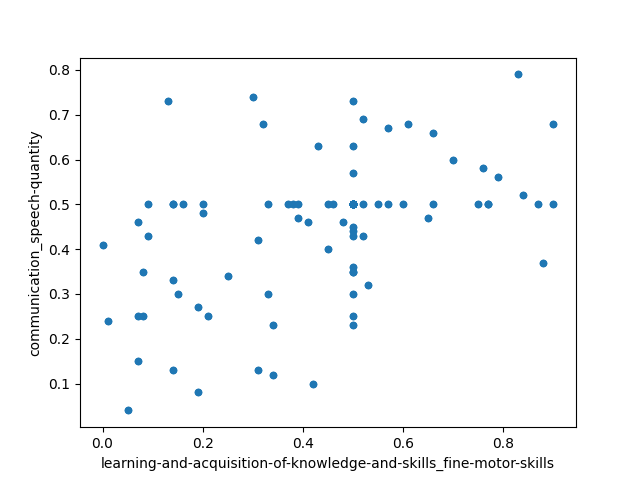 0.8
0.7
0.6
0.5
0.4
0.3
0.2
0.1
communication_speech-quantity
0.0 0.2 0.4 0.6 0.8
learning-and-acquisition-of-knowledge-and-skills_fine-motor-skills